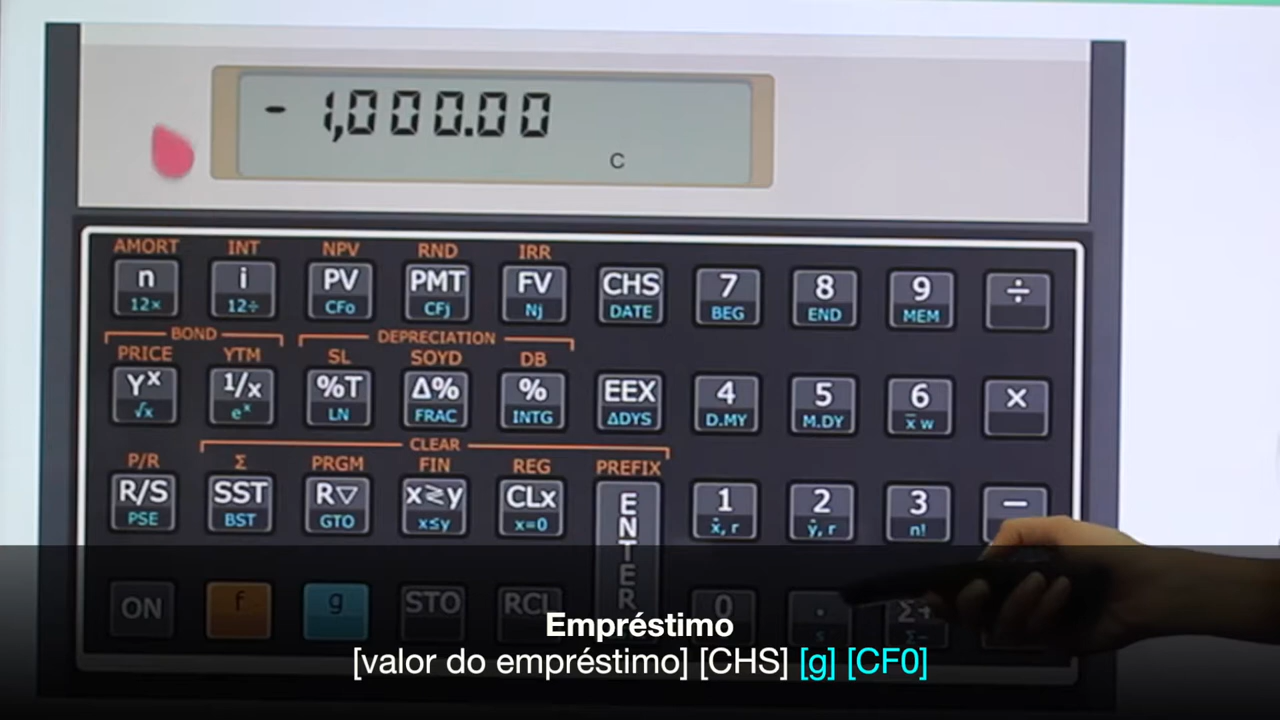 - 1,000.00
C
AMORT INT NPV RND IRR
n i PV PMT FV CHS 7 8 9 ÷
12× 12÷ CFo CFj Nj DATE BEG END MEM
BOND DEPRECIATION
PRICE YTM SL SOYD DB
Yˣ 1/x %T Δ% % EEX 4 5 6 ×
√x eˣ LN FRAC INTG ΔDYS D.MY M.DY x̅ w
CLEAR
P/R Σ PRGM FIN REG PREFIX
R/S SST R▽ x≷y CLx ENTER 1 2 3 −
PSE BST GTO x≤y x=0 x̂, r ŷ, r n!
ON f g STO RCL 0 . Σ+
s Σ−
Empréstimo
[valor do empréstimo] [CHS] [g] [CF0]